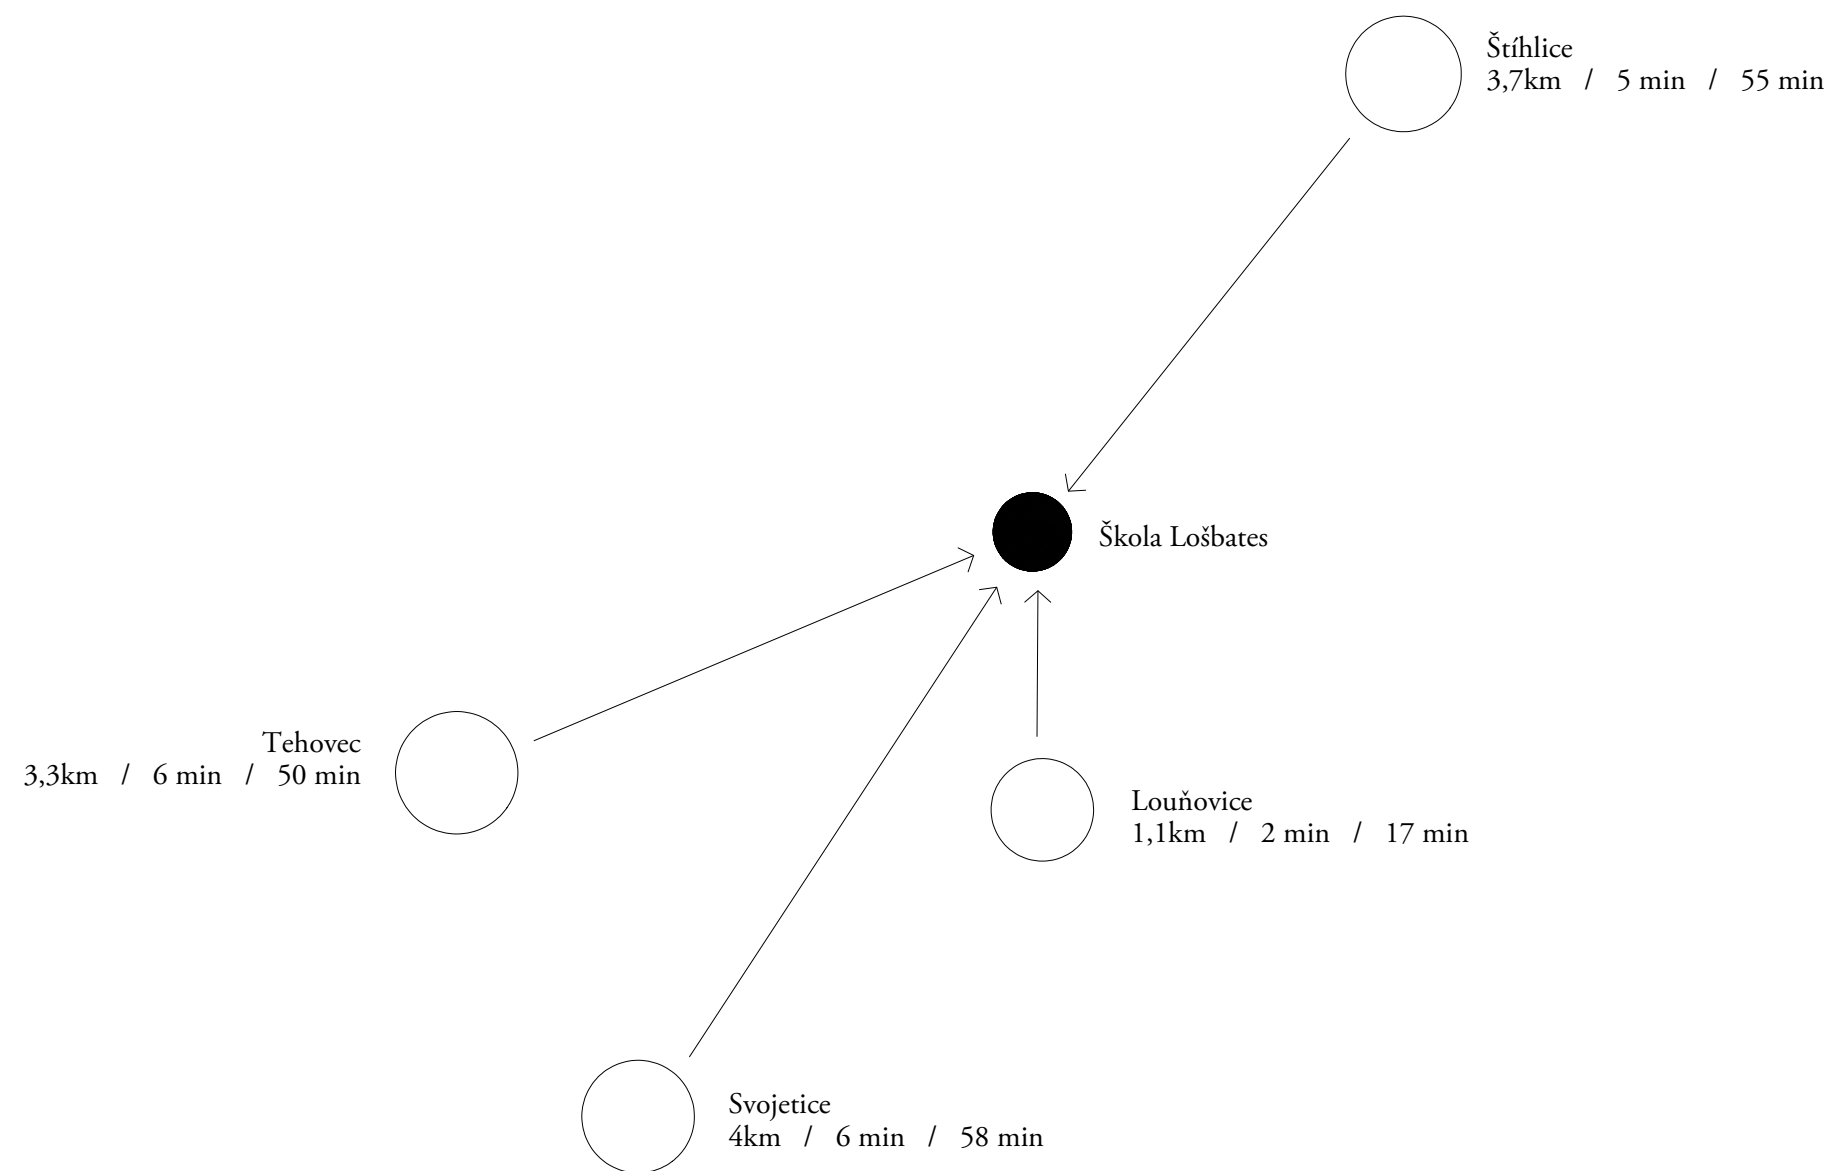 Štíhlice
3,7km / 5 min / 55 min
Škola Lošbates
Tehovec
3,3km / 6 min / 50 min
Louňovice
1,1km / 2 min / 17 min
Svojetice
4km / 6 min / 58 min